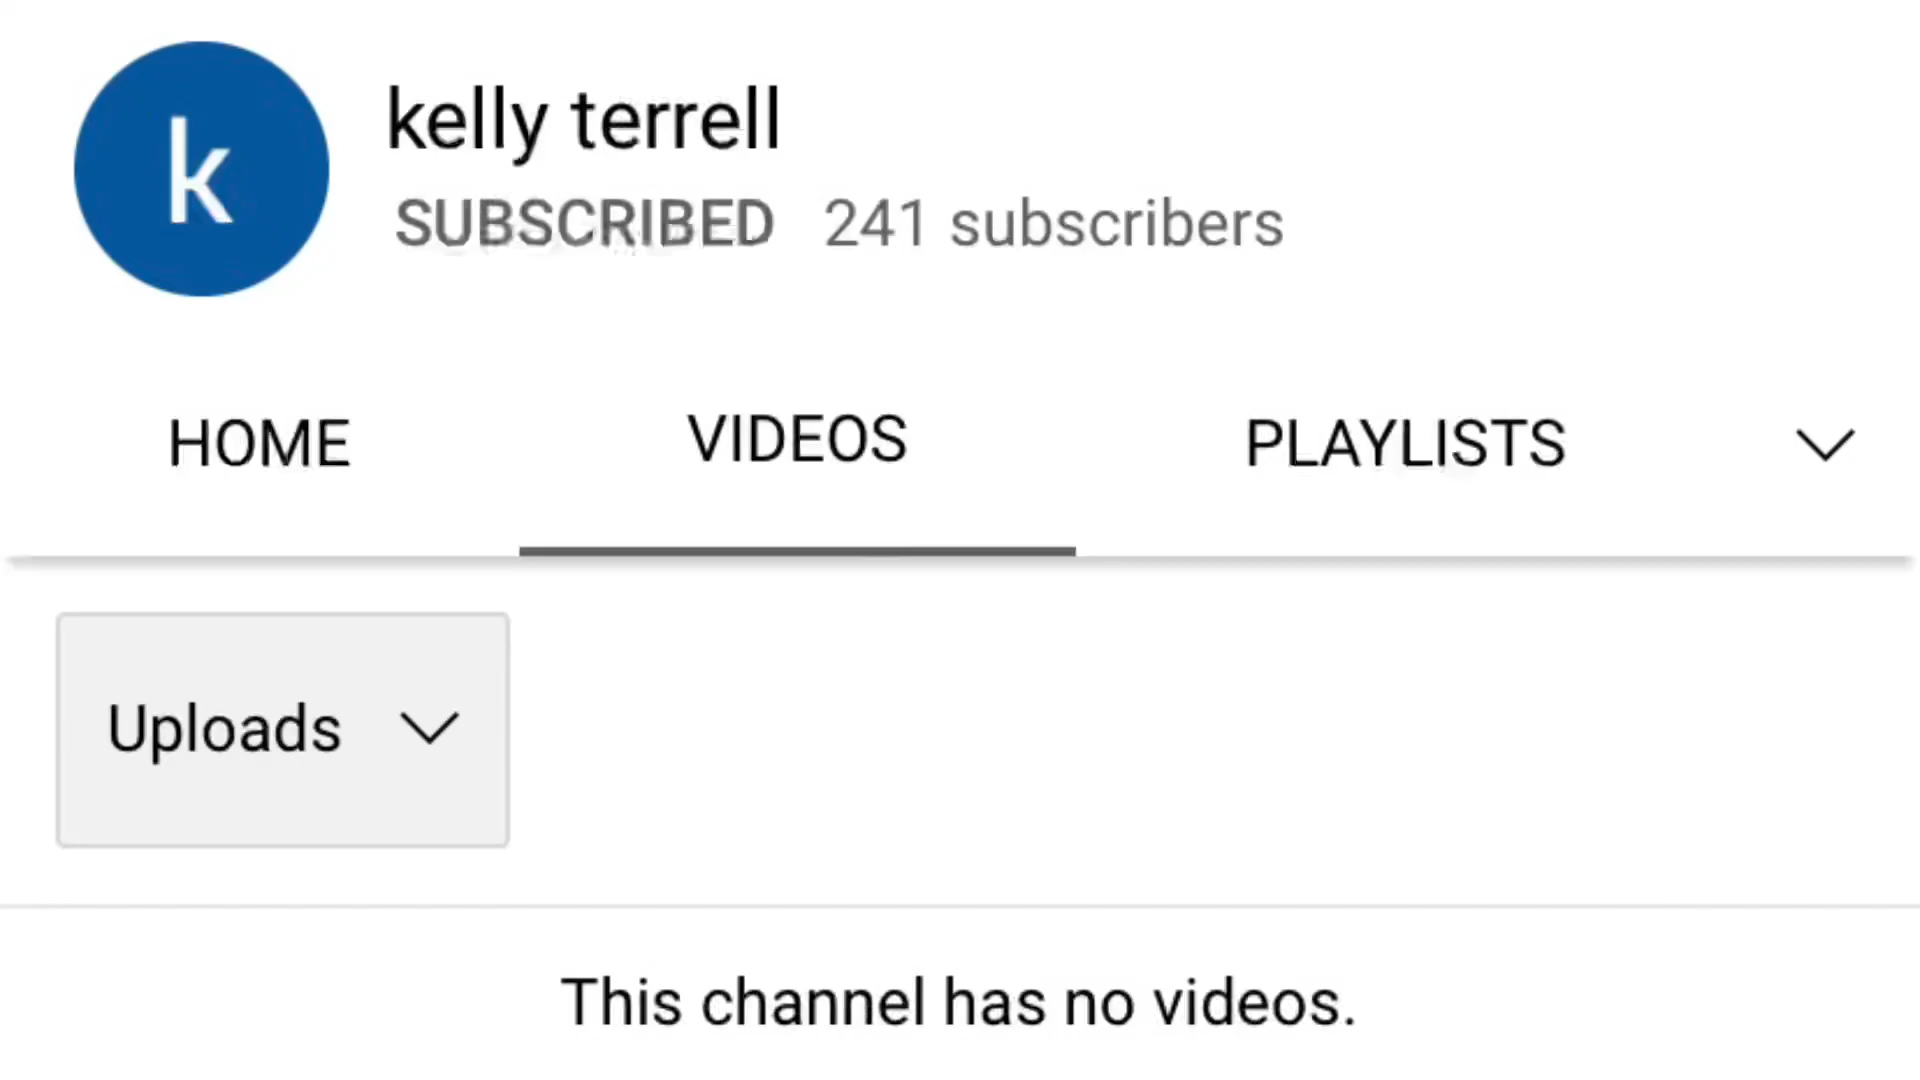 k
kelly terrell
SUBSCRIBED 241 subscribers
HOME VIDEOS PLAYLISTS
Uploads
This channel has no videos.